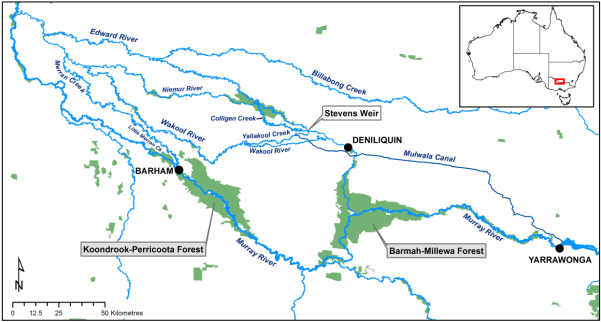 Edward River
Billabong Creek
Merran Creek
Niemur River
Colligen Creek
Stevens Weir
Wakool River
Yallakool Creek
DENILIQUIN
Little Merran Ck
Wakool River
Mulwala Canal
BARHAM
Koondrook-Perricoota Forest
Murray River
Barmah-Millewa Forest
Murray River
YARRAWONGA
N
0 12.5 25 50 Kilometres